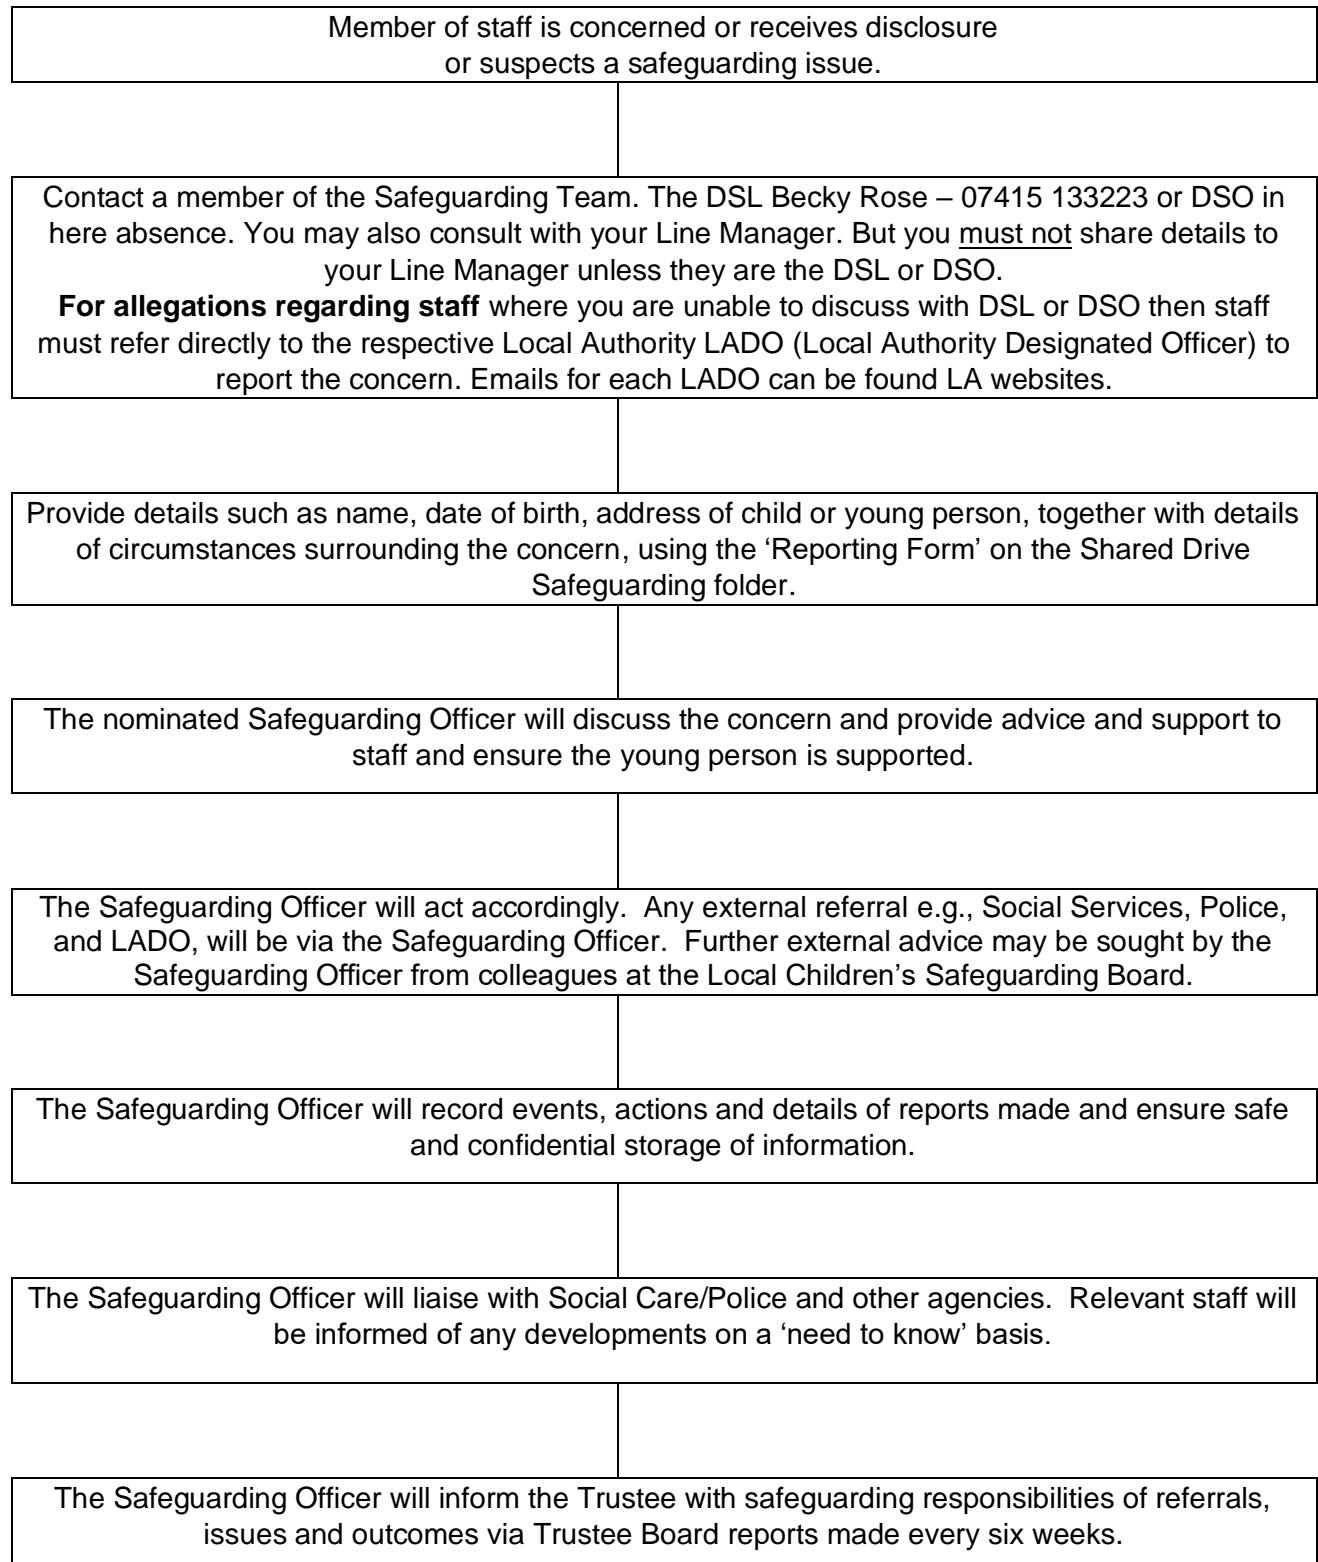 Member of staff is concerned or receives disclosure
or suspects a safeguarding issue.
Contact a member of the Safeguarding Team. The DSL Becky Rose – 07415 133223 or DSO in
here absence. You may also consult with your Line Manager. But you must not share details to
your Line Manager unless they are the DSL or DSO.
For allegations regarding staff where you are unable to discuss with DSL or DSO then staff
must refer directly to the respective Local Authority LADO (Local Authority Designated Officer) to
report the concern. Emails for each LADO can be found LA websites.
Provide details such as name, date of birth, address of child or young person, together with details
of circumstances surrounding the concern, using the ‘Reporting Form’ on the Shared Drive
Safeguarding folder.
The nominated Safeguarding Officer will discuss the concern and provide advice and support to
staff and ensure the young person is supported.
The Safeguarding Officer will act accordingly.  Any external referral e.g., Social Services, Police,
and LADO, will be via the Safeguarding Officer.  Further external advice may be sought by the
Safeguarding Officer from colleagues at the Local Children’s Safeguarding Board.
The Safeguarding Officer will record events, actions and details of reports made and ensure safe
and confidential storage of information.
The Safeguarding Officer will liaise with Social Care/Police and other agencies.  Relevant staff will
be informed of any developments on a ‘need to know’ basis.
The Safeguarding Officer will inform the Trustee with safeguarding responsibilities of referrals,
issues and outcomes via Trustee Board reports made every six weeks.